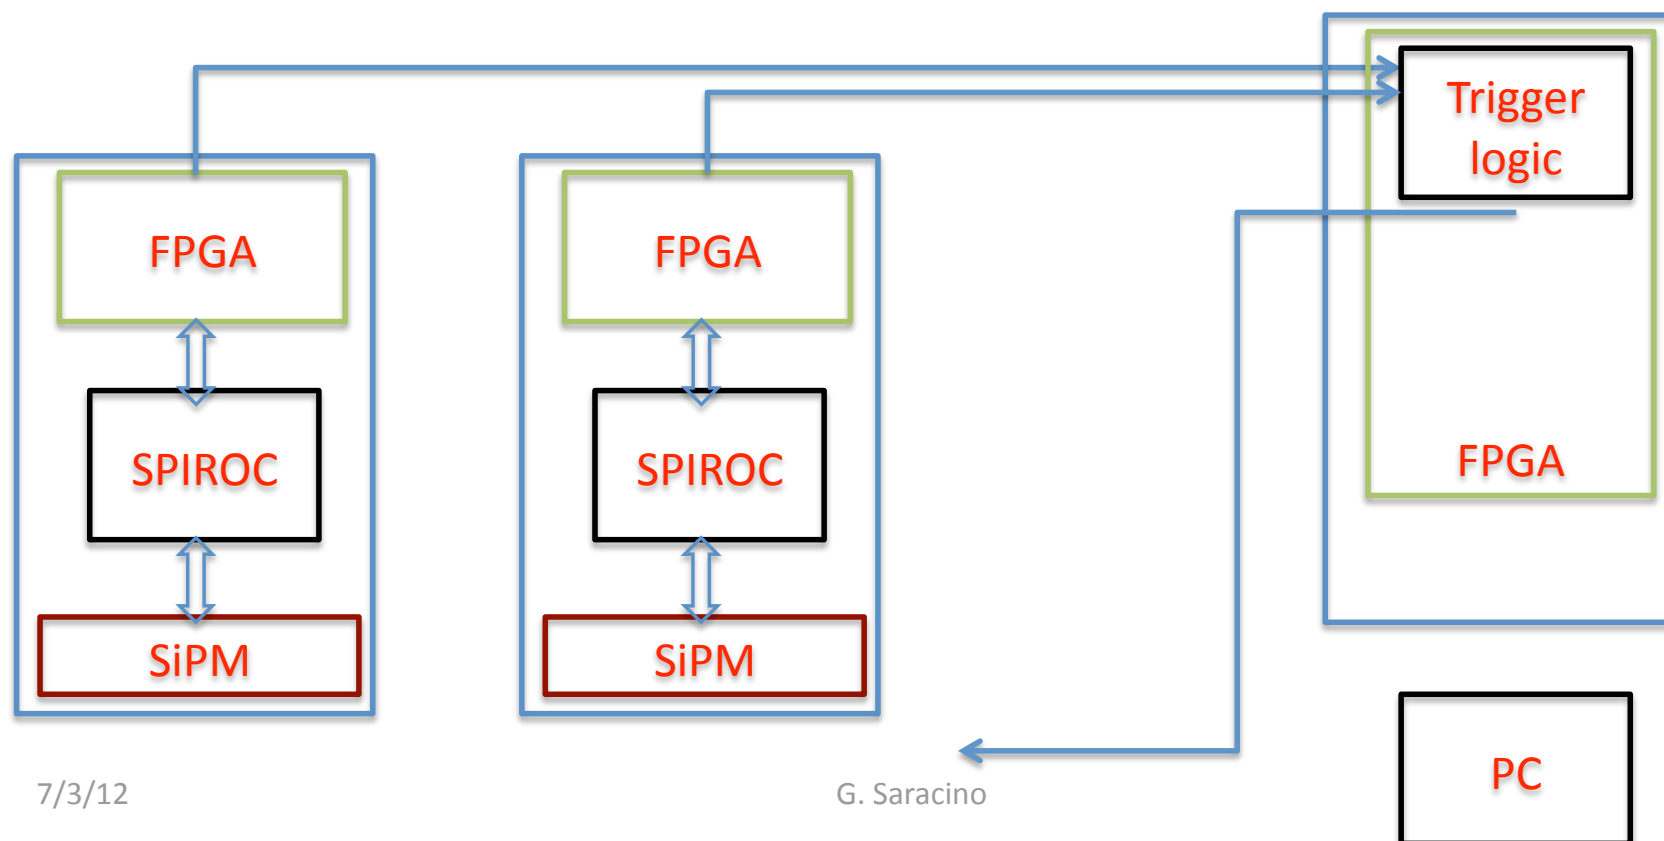 Trigger
logic
FPGA
FPGA
SPIROC
SPIROC
FPGA
SiPM
SiPM
PC
7/3/12
G. Saracino